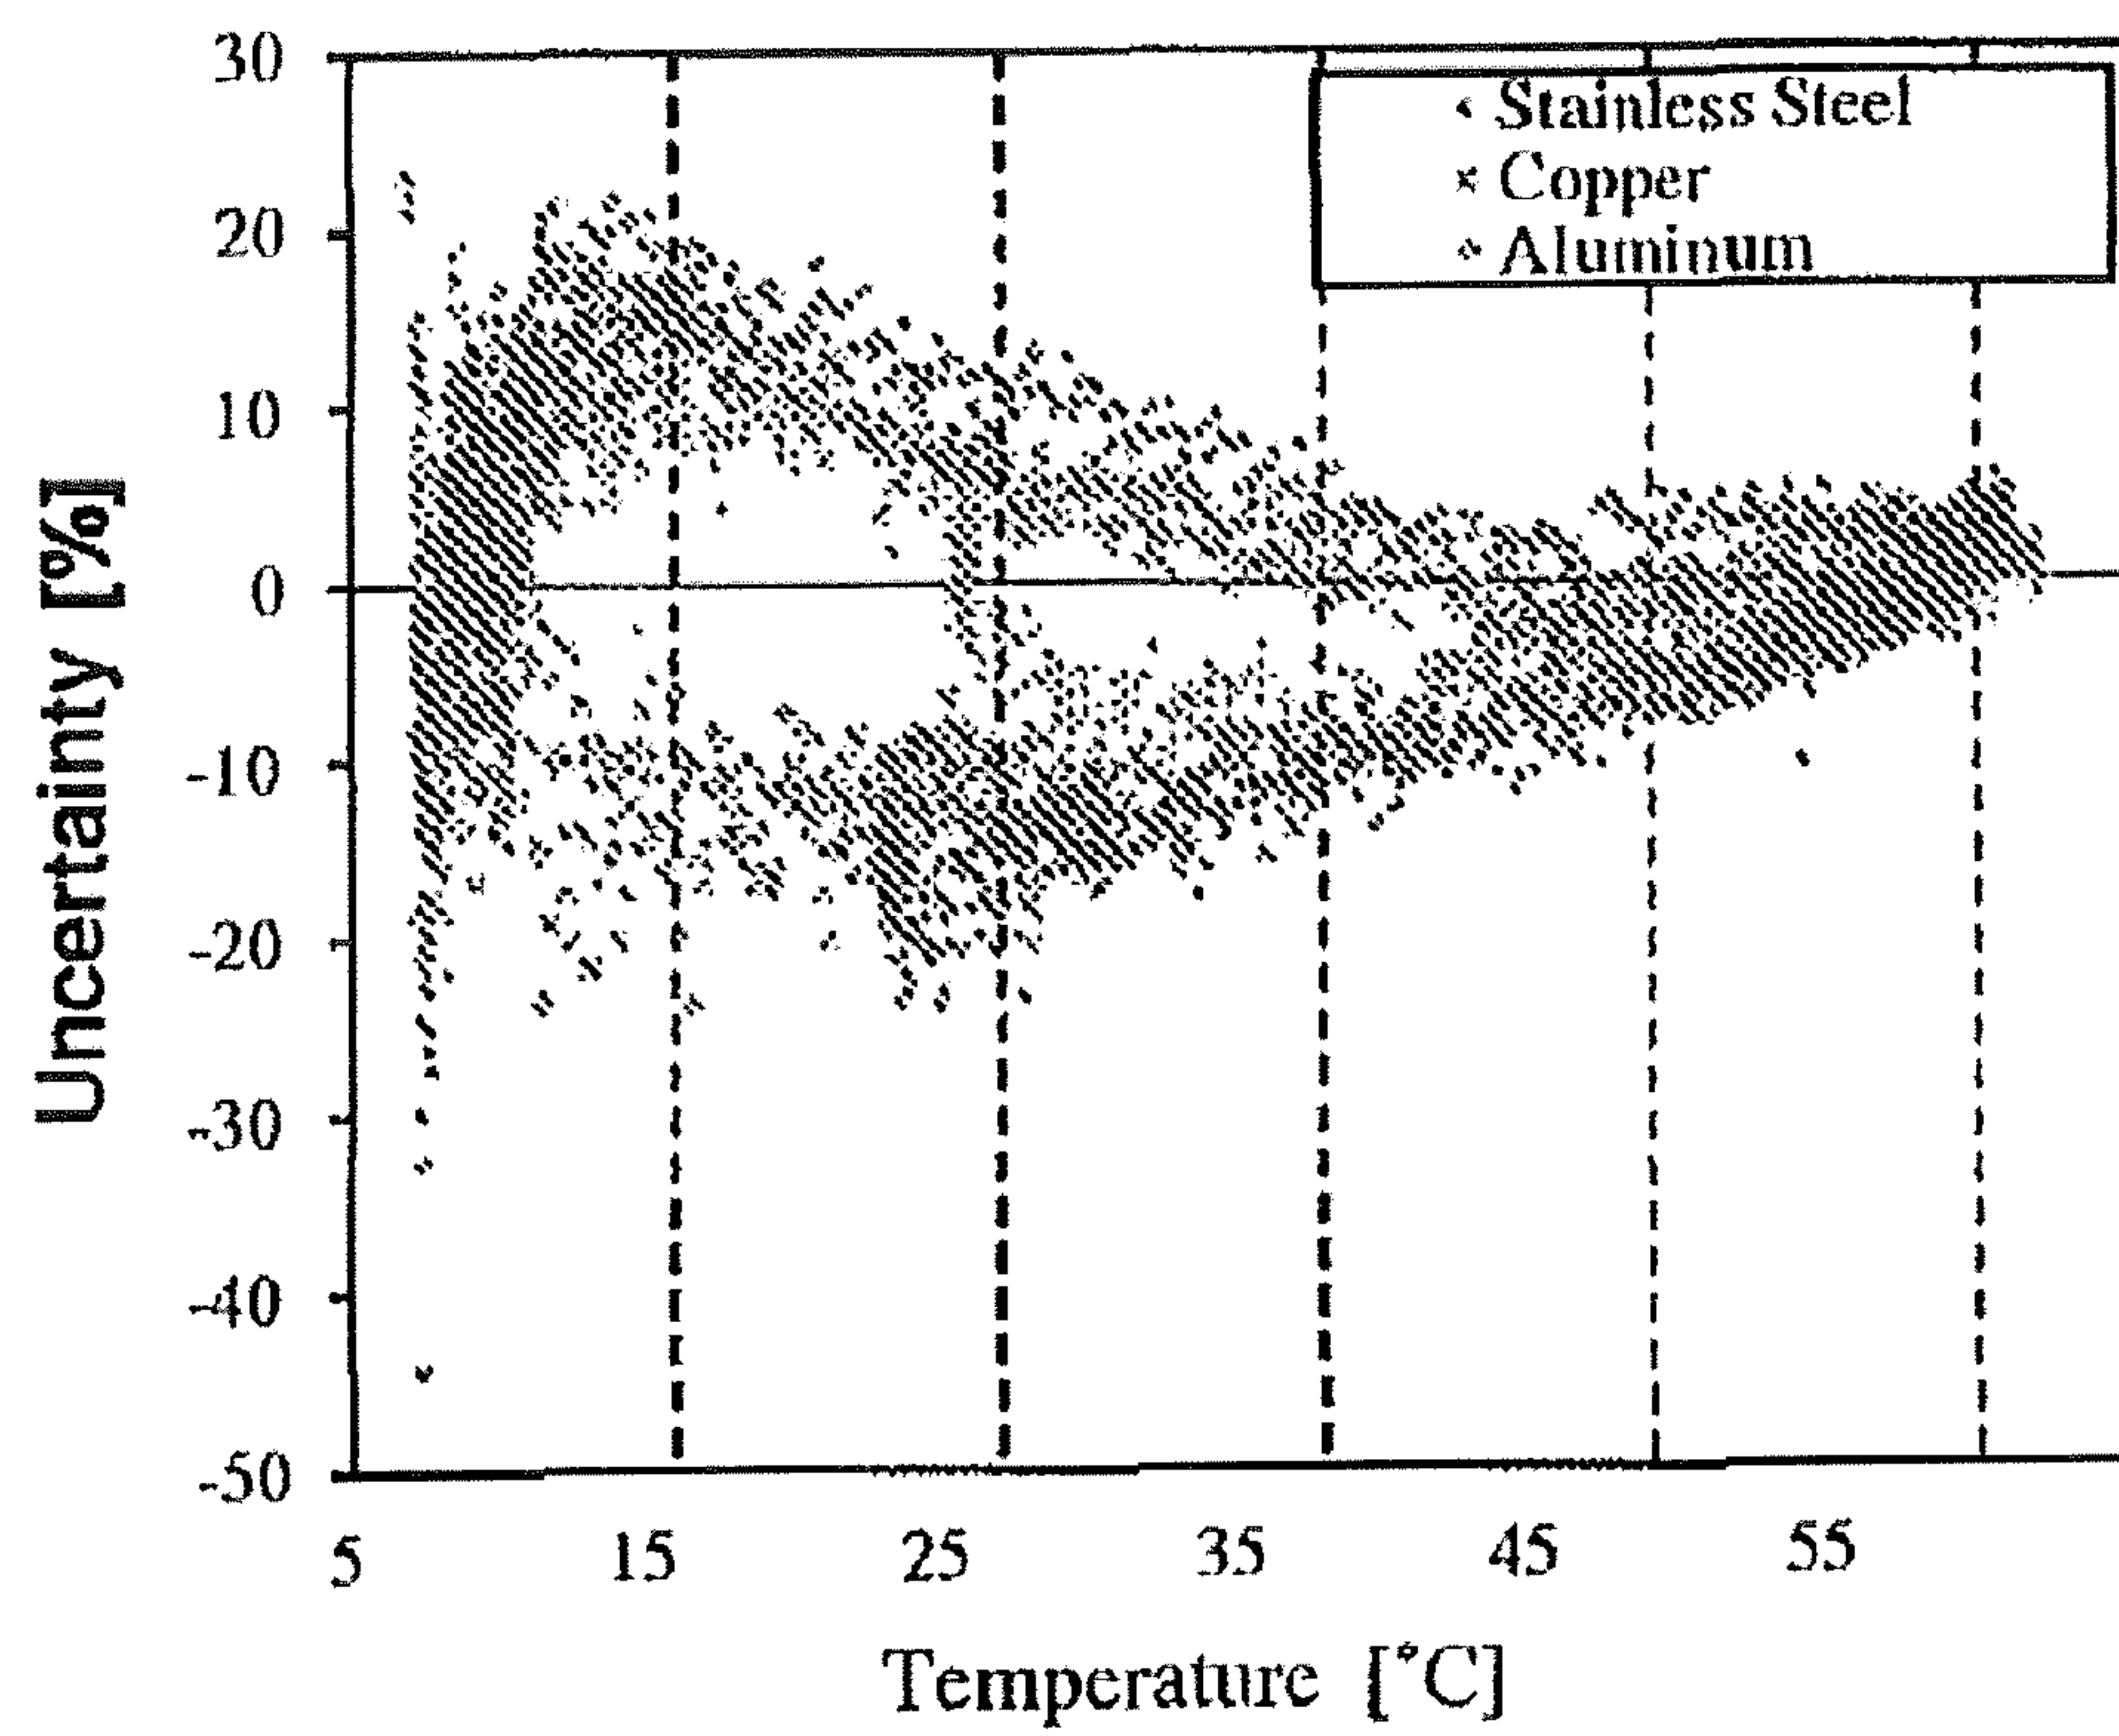 30
Stainless Steel
Copper
20
Aluminum
10
0
-10
-20
-30
-40
-50
Uncertainty [%]
5 15 25 35 45 55
Temperature [°C]